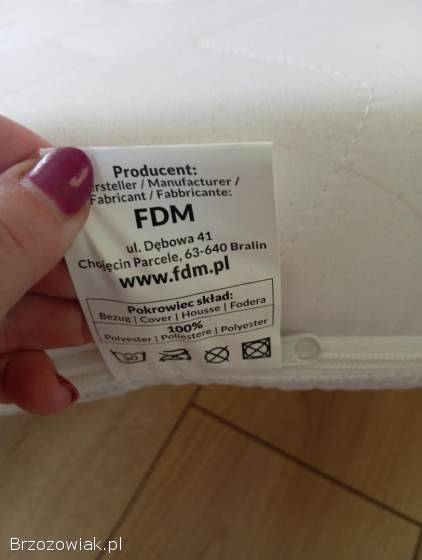 Producent:
Hersteller / Manufacturer /
Fabricant / Fabbricante:
FDM
ul. Dębowa 41
Chojęcin Parcele, 63-640 Bralin
www.fdm.pl
Pokrowiec skład:
Bezug | Cover | Housse | Fodera
100%
Polyester / Poliestere / Polyester
30
Brzozowiak.pl